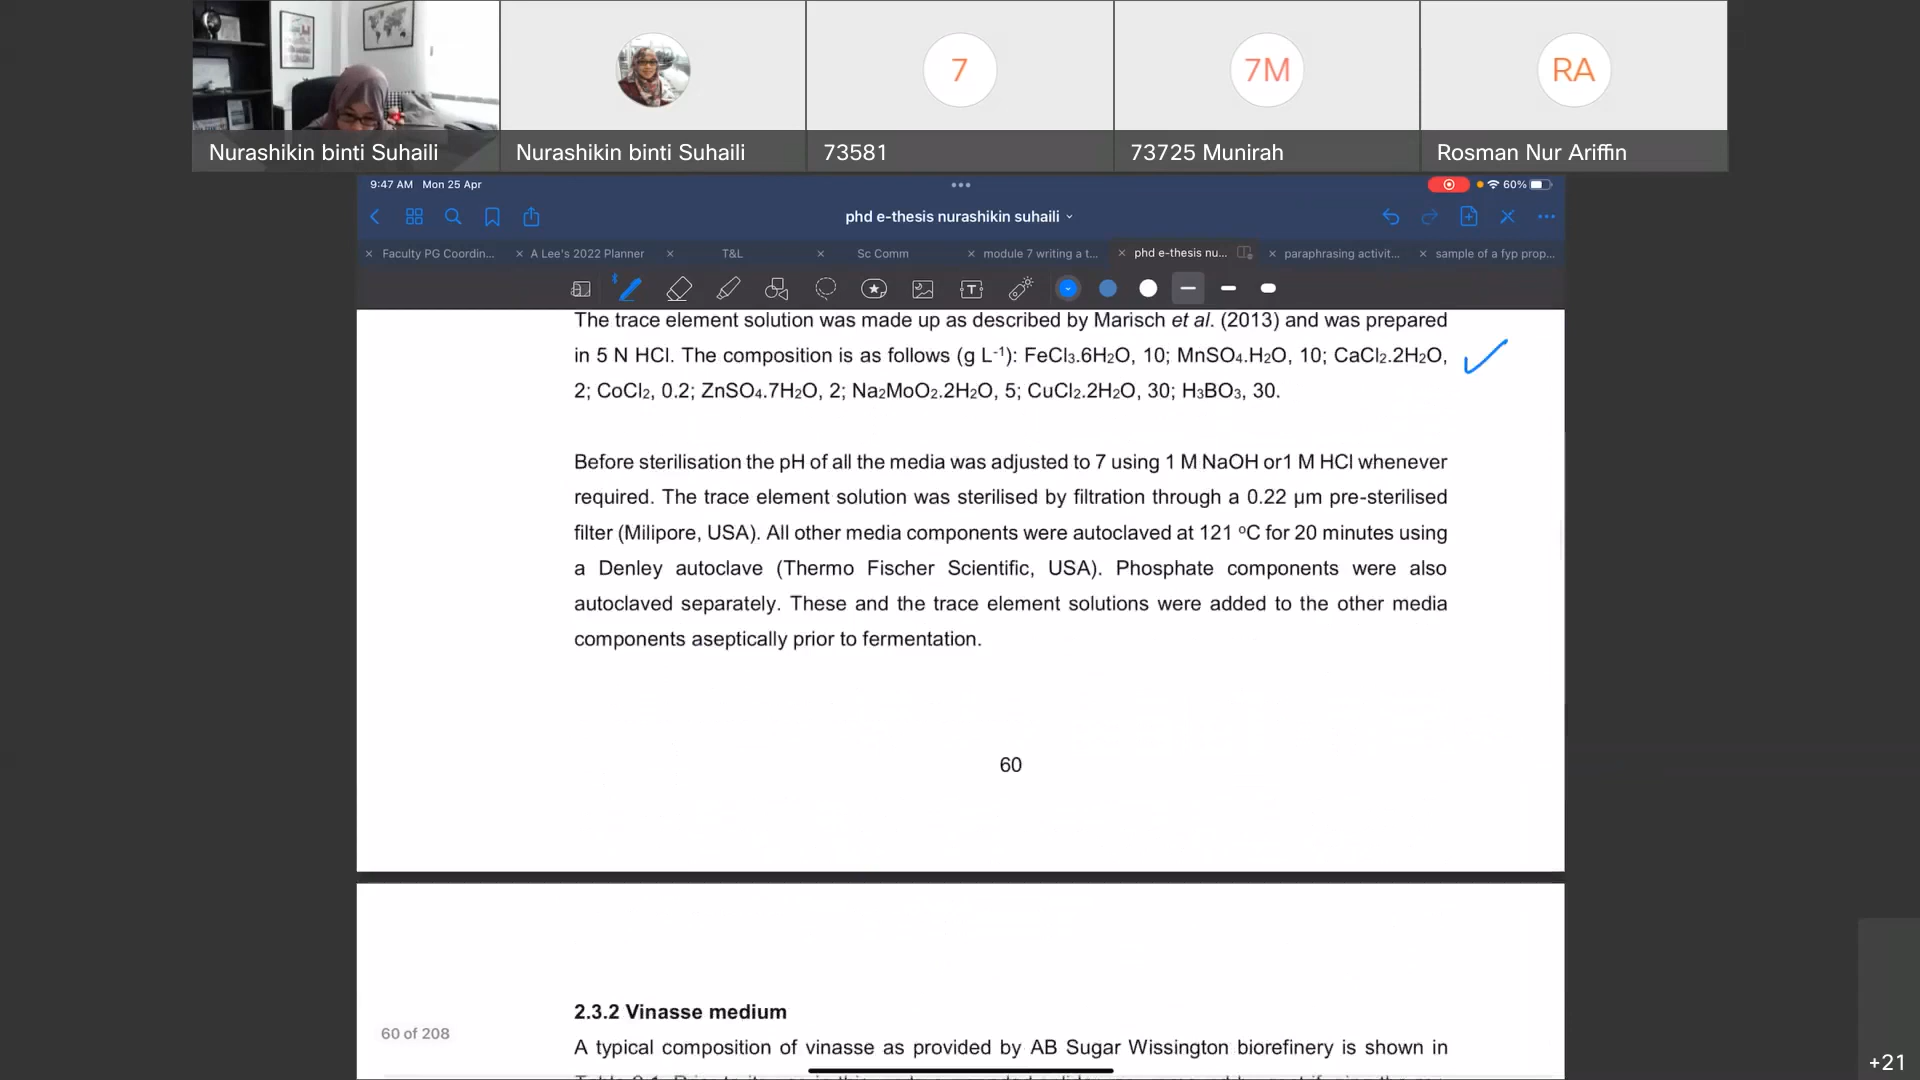 7
7M
RA
Nurashikin binti Suhaili
Nurashikin binti Suhaili
73581
73725 Munirah
Rosman Nur Ariffin
9:47 AM Mon 25 Apr
60%
phd e-thesis nurashikin suhaili
Faculty PG Coordin...
A Lee's 2022 Planner
T&L
Sc Comm
module 7 writing a t...
phd e-thesis nu...
paraphrasing activit...
sample of a fyp prop...
The trace element solution was made up as described by Marisch et al. (2013) and was prepared
in 5 N HCl. The composition is as follows (g L⁻¹): FeCl₃.6H₂O, 10; MnSO₄.H₂O, 10; CaCl₂.2H₂O,
2; CoCl₂, 0.2; ZnSO₄.7H₂O, 2; Na₂MoO₂.2H₂O, 5; CuCl₂.2H₂O, 30; H₃BO₃, 30.
Before sterilisation the pH of all the media was adjusted to 7 using 1 M NaOH or1 M HCl whenever
required. The trace element solution was sterilised by filtration through a 0.22 μm pre-sterilised
filter (Milipore, USA). All other media components were autoclaved at 121 ºC for 20 minutes using
a Denley autoclave (Thermo Fischer Scientific, USA). Phosphate components were also
autoclaved separately. These and the trace element solutions were added to the other media
components aseptically prior to fermentation.
60
2.3.2 Vinasse medium
60 of 208
A typical composition of vinasse as provided by AB Sugar Wissington biorefinery is shown in
+21